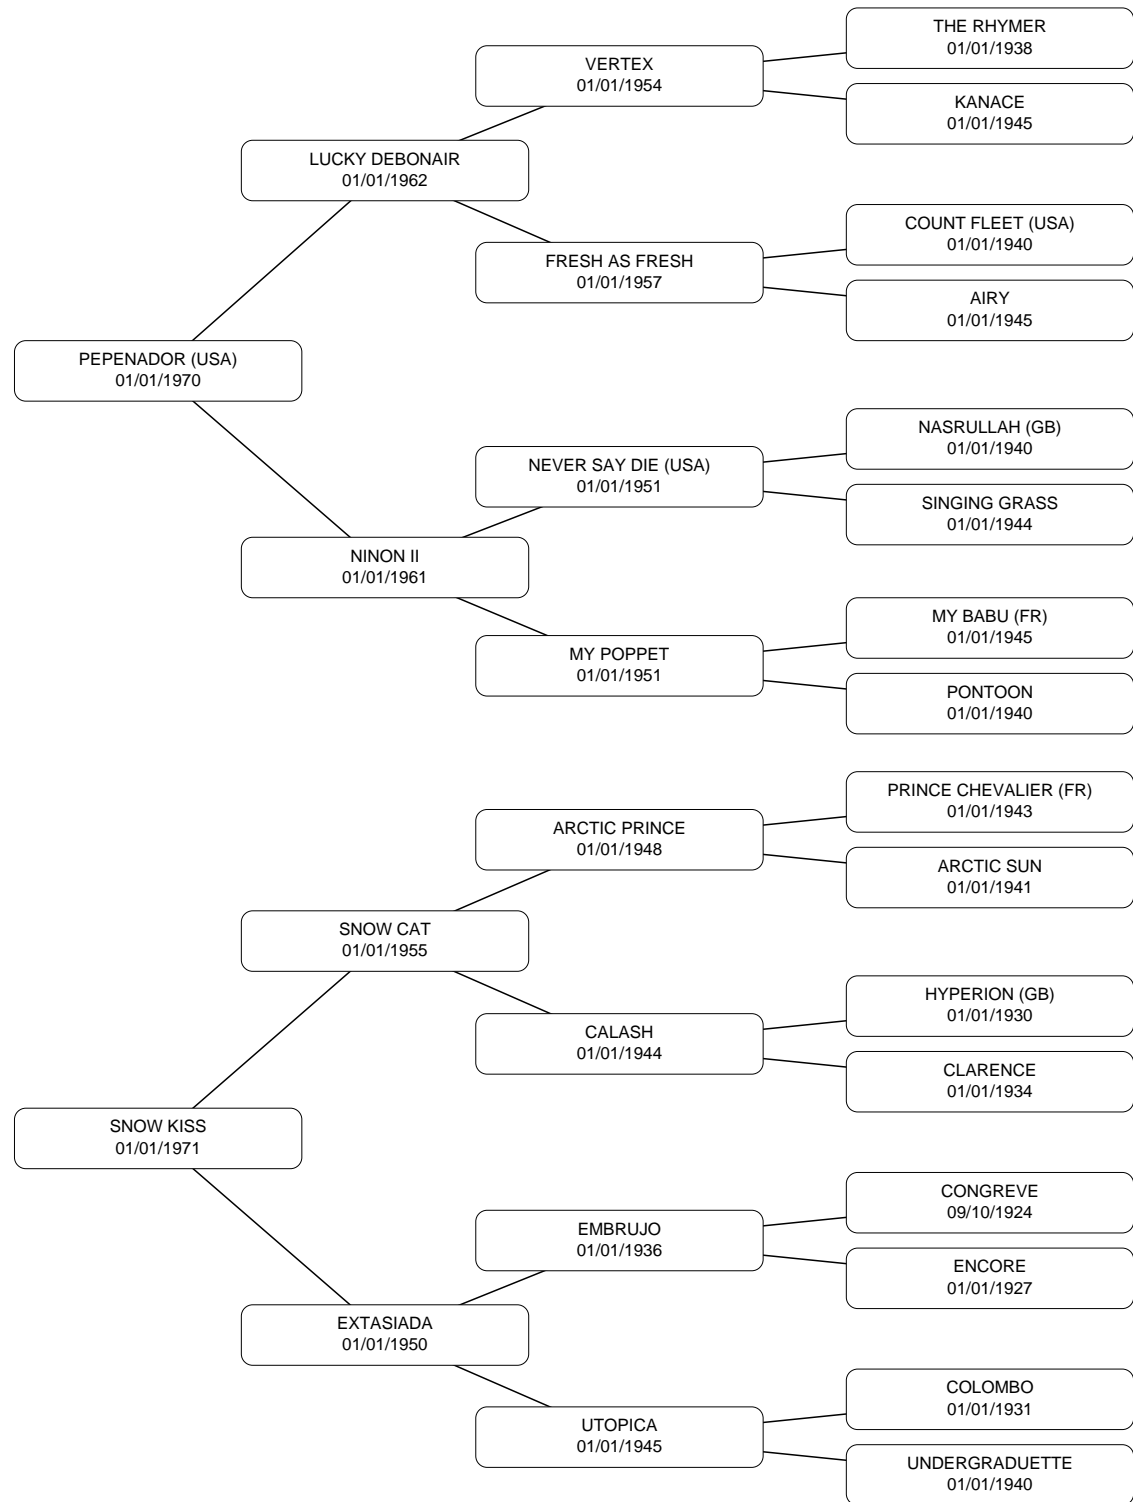 THE RHYMER
01/01/1938
VERTEX
01/01/1954
KANACE
01/01/1945
LUCKY DEBONAIR
01/01/1962
COUNT FLEET (USA)
01/01/1940
FRESH AS FRESH
01/01/1957
AIRY
01/01/1945
PEPENADOR (USA)
01/01/1970
NASRULLAH (GB)
01/01/1940
NEVER SAY DIE (USA)
01/01/1951
SINGING GRASS
01/01/1944
NINON II
01/01/1961
MY BABU (FR)
01/01/1945
MY POPPET
01/01/1951
PONTOON
01/01/1940
PRINCE CHEVALIER (FR)
01/01/1943
ARCTIC PRINCE
01/01/1948
ARCTIC SUN
01/01/1941
SNOW CAT
01/01/1955
HYPERION (GB)
01/01/1930
CALASH
01/01/1944
CLARENCE
01/01/1934
SNOW KISS
01/01/1971
CONGREVE
09/10/1924
EMBRUJO
01/01/1936
ENCORE
01/01/1927
EXTASIADA
01/01/1950
COLOMBO
01/01/1931
UTOPICA
01/01/1945
UNDERGRADUETTE
01/01/1940